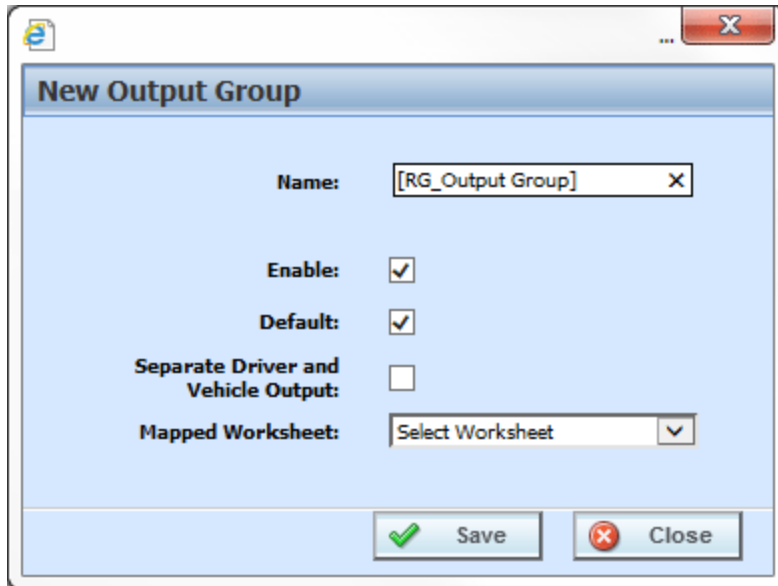 ...
New Output Group
Name: [RG_Output Group]
Enable:
Default:
Separate Driver and
Vehicle Output:
Mapped Worksheet: Select Worksheet
Save Close